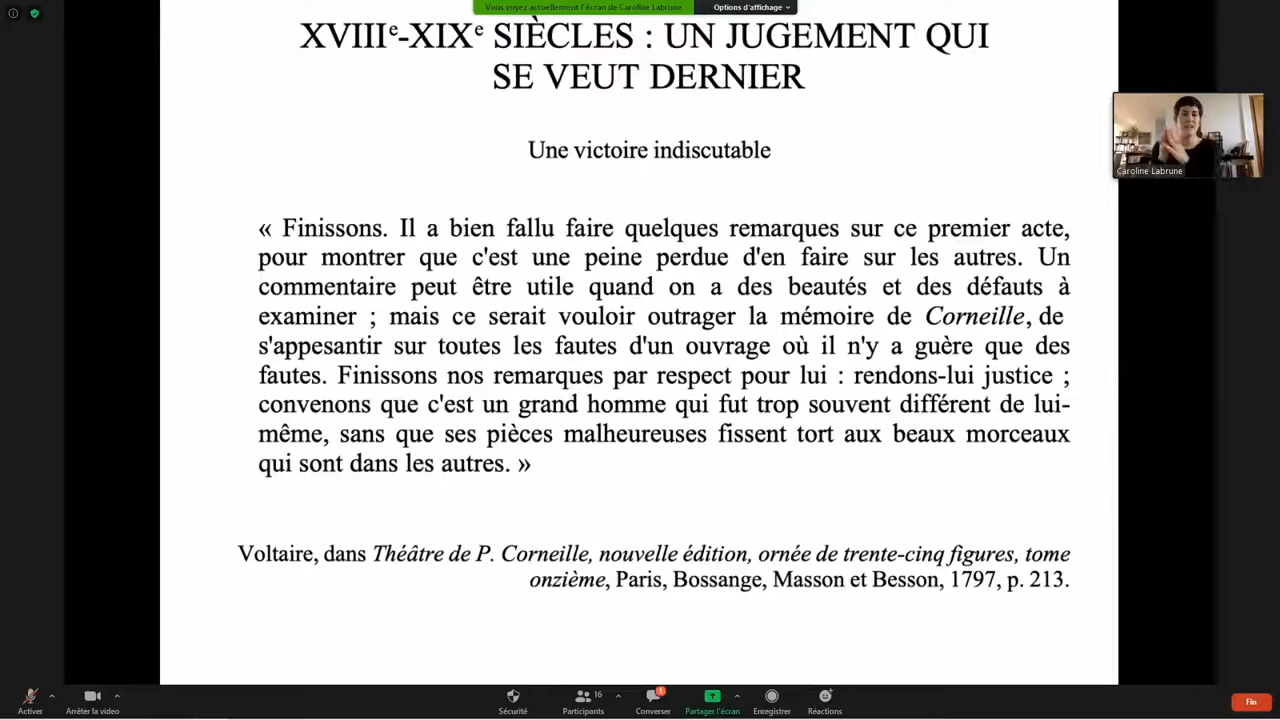 Vous voyez actuellement l'écran de Caroline Labrune
Options d'affichage
XVIIIe-XIXe SIÈCLES : UN JUGEMENT QUI
SE VEUT DERNIER
Une victoire indiscutable
Caroline Labrune
« Finissons. Il a bien fallu faire quelques remarques sur ce premier acte,
pour montrer que c'est une peine perdue d'en faire sur les autres. Un
commentaire peut être utile quand on a des beautés et des défauts à
examiner ; mais ce serait vouloir outrager la mémoire de Corneille, de
s'appesantir sur toutes les fautes d'un ouvrage où il n'y a guère que des
fautes. Finissons nos remarques par respect pour lui : rendons-lui justice ;
convenons que c'est un grand homme qui fut trop souvent différent de lui-
même, sans que ses pièces malheureuses fissent tort aux beaux morceaux
qui sont dans les autres. »
Voltaire, dans Théâtre de P. Corneille, nouvelle édition, ornée de trente-cinq figures, tome
onzième, Paris, Bossange, Masson et Besson, 1797, p. 213.
Activer
Arrêter la vidéo
Sécurité
16
Participants
1
Converser
Partager l'écran
Enregistrer
Réactions
Fin